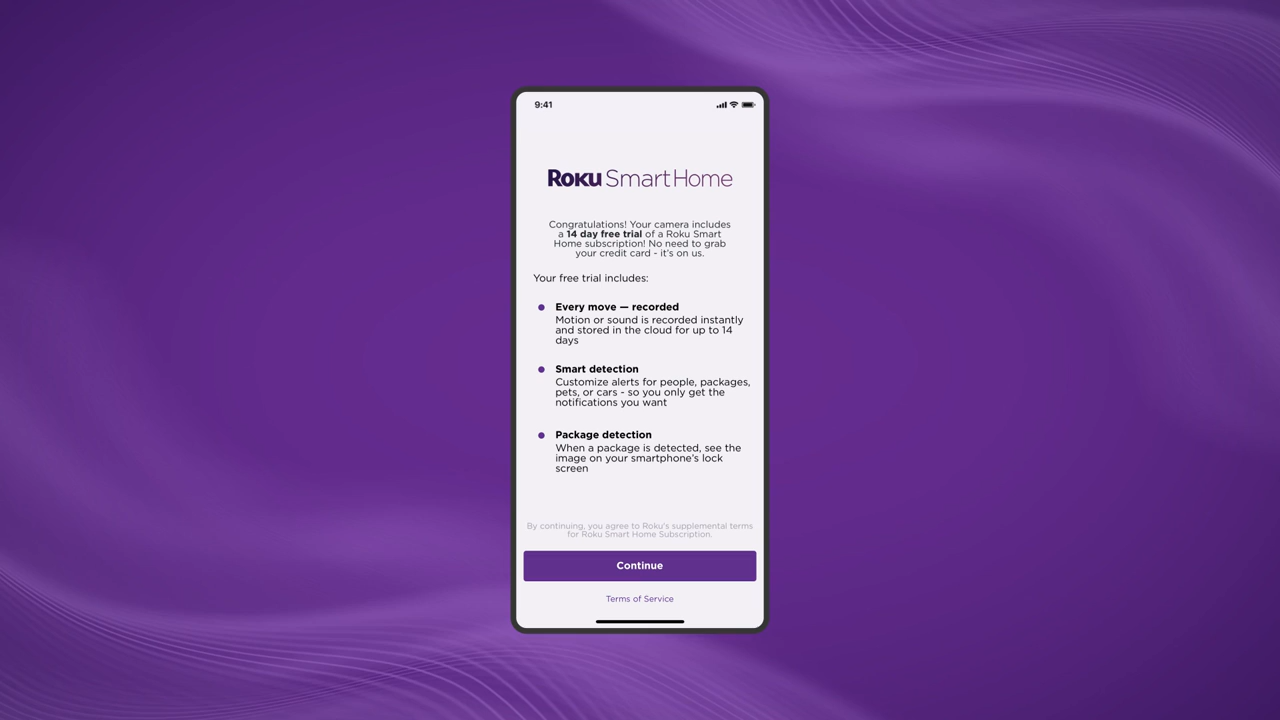 9:41
Roku Smart Home
Congratulations! Your camera includes
a 14 day free trial of a Roku Smart
Home subscription! No need to grab
your credit card - it's on us.
Your free trial includes:
Every move — recorded
Motion or sound is recorded instantly
and stored in the cloud for up to 14
days
Smart detection
Customize alerts for people, packages,
pets, or cars - so you only get the
notifications you want
Package detection
When a package is detected, see the
image on your smartphone's lock
screen
By continuing, you agree to Roku's supplemental terms
for Roku Smart Home Subscription.
Continue
Terms of Service